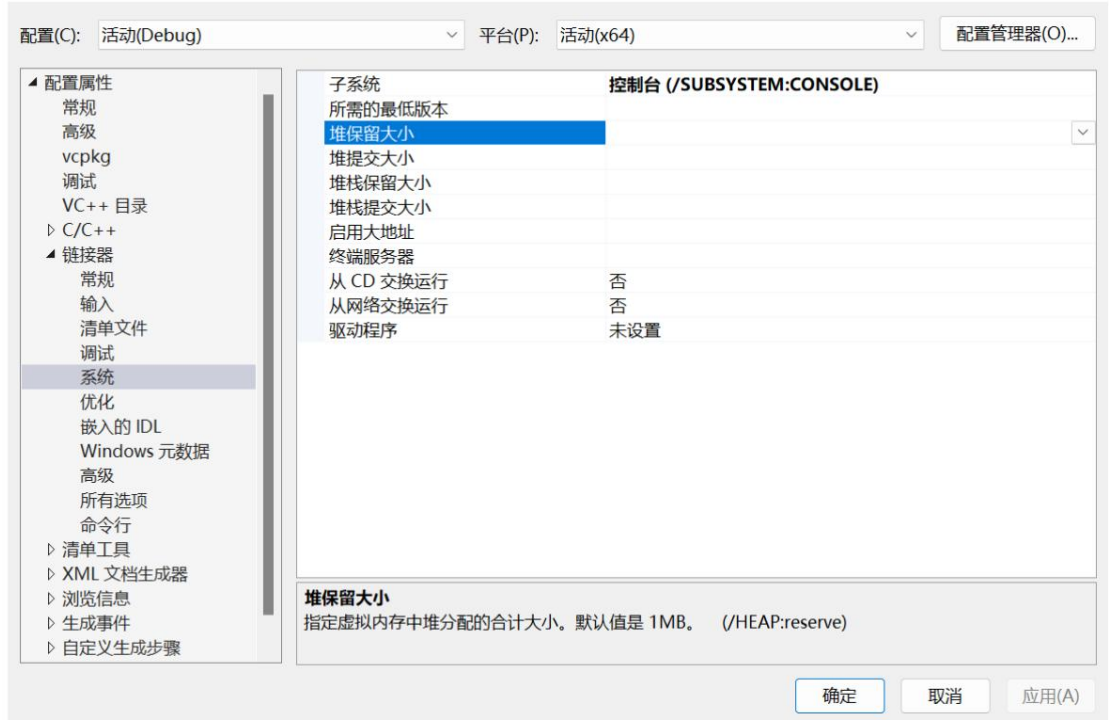 配置(C): 活动(Debug) 平台(P): 活动(x64) 配置管理器(O)...
配置属性
常规
高级
vcpkg
调试
VC++ 目录
C/C++
链接器
常规
输入
清单文件
调试
系统
优化
嵌入的 IDL
Windows 元数据
高级
所有选项
命令行
清单工具
XML 文档生成器
浏览信息
生成事件
自定义生成步骤
子系统 控制台 (/SUBSYSTEM:CONSOLE)
所需的最低版本
堆保留大小
堆提交大小
堆栈保留大小
堆栈提交大小
启用大地址
终端服务器
从 CD 交换运行 否
从网络交换运行 否
驱动程序 未设置
堆保留大小
指定虚拟内存中堆分配的合计大小。默认值是 1MB。 (/HEAP:reserve)
确定 取消 应用(A)